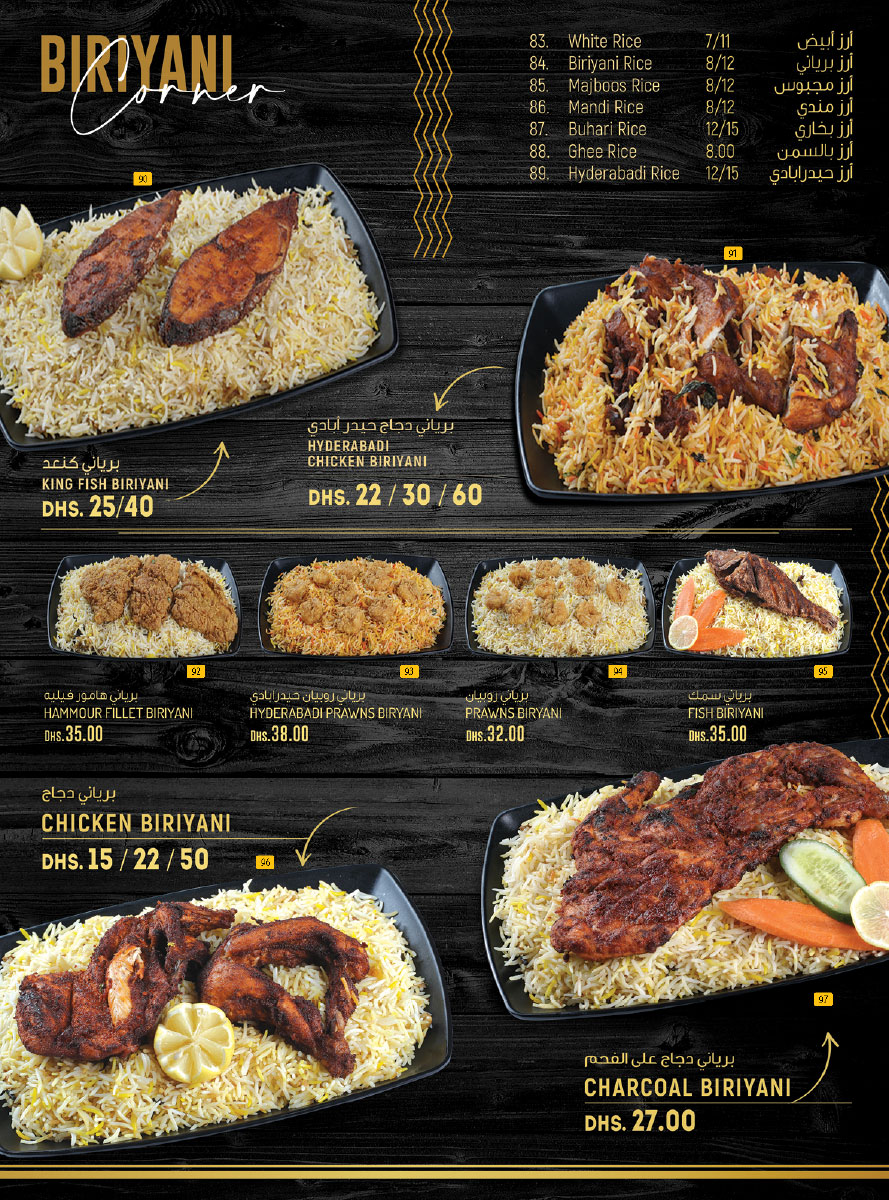 BIRIYANI
Corner
83. White Rice 7/11 أرز أبيض
84. Biriyani Rice 8/12 أرز برياني
85. Majboos Rice 8/12 أرز مجبوس
86. Mandi Rice 8/12 أرز مندي
87. Buhari Rice 12/15 أرز بخاري
88. Ghee Rice 8.00 أرز بالسمن
89. Hyderabadi Rice 12/15 أرز حيدرابادي
90
91
برياني كنعد
KING FISH BIRIYANI
DHS. 25/40
برياني دجاج حيدر أبادي
HYDERABADI
CHICKEN BIRIYANI
DHS. 22 / 30 / 60
92
93
94
95
برياني هامور فيليه
HAMMOUR FILLET BIRIYANI
DHS.35.00
برياني روبيان حيدرابادي
HYDERABADI PRAWNS BIRYANI
DHS.38.00
برياني روبيان
PRAWNS BIRYANI
DHS.32.00
برياني سمك
FISH BIRIYANI
DHS.35.00
برياني دجاج
CHICKEN BIRIYANI
DHS. 15 / 22 / 50
96
97
برياني دجاج على الفحم
CHARCOAL BIRIYANI
DHS. 27.00